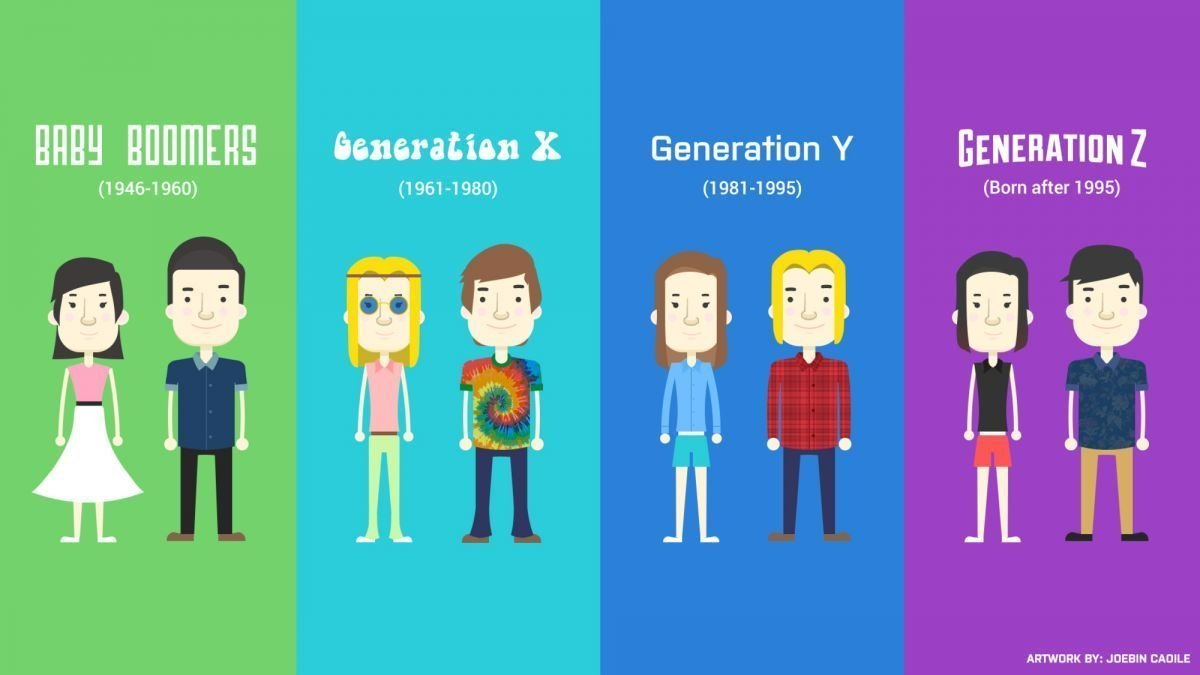 BABY BOOMERS
(1946-1960)
Generation X
(1961-1980)
Generation Y
(1981-1995)
GENERATION Z
(Born after 1995)
ARTWORK BY: JOEBIN CAOILE